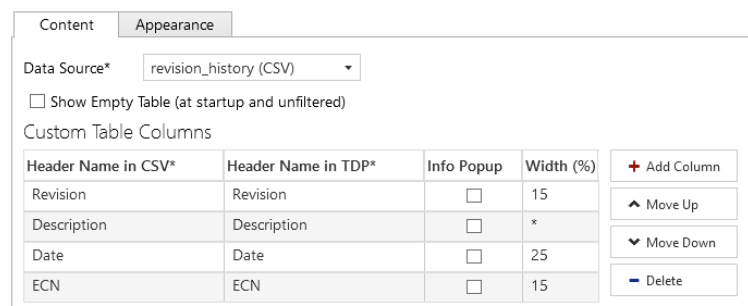 Content Appearance
Data Source* revision_history (CSV)
Show Empty Table (at startup and unfiltered)
Custom Table Columns
Header Name in CSV* Header Name in TDP* Info Popup Width (%)
Revision Revision 15
Description Description *
Date Date 25
ECN ECN 15
Add Column
Move Up
Move Down
Delete